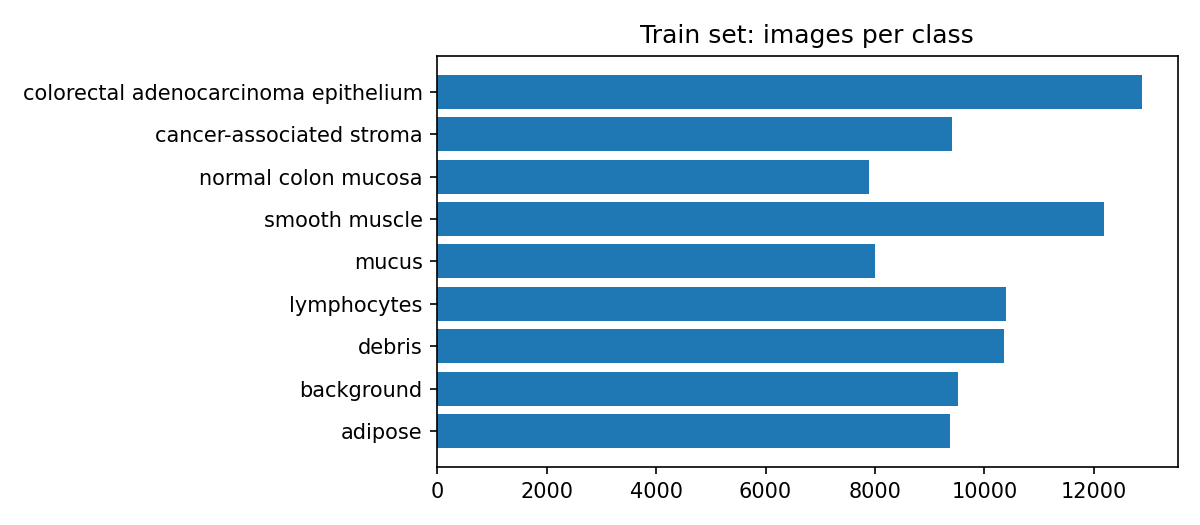 Train set: images per class
colorectal adenocarcinoma epithelium
cancer-associated stroma
normal colon mucosa
smooth muscle
mucus
lymphocytes
debris
background
adipose
0 2000 4000 6000 8000 10000 12000